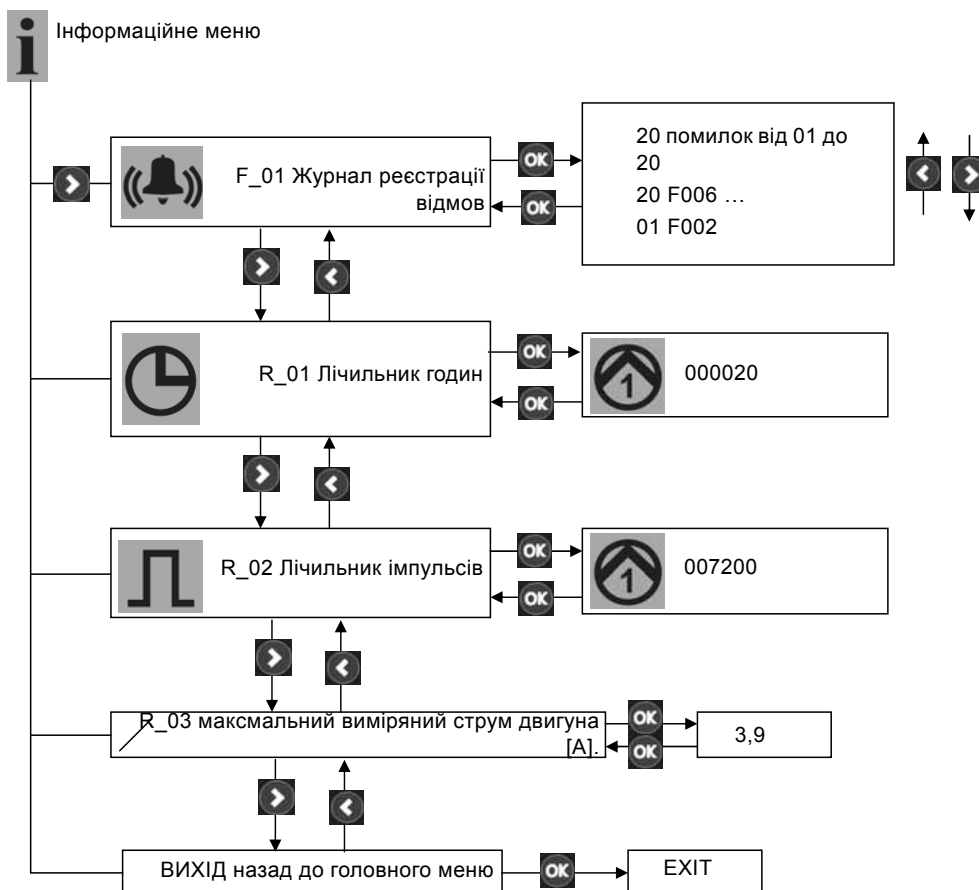 Інформаційне меню
F_01 Журнал реєстрації
відмов
OK
OK
20 помилок від 01 до
20
20 F006 …
01 F002
R_01 Лічильник годин
OK
OK
1
000020
R_02 Лічильник імпульсів
OK
OK
1
007200
R_03 максмальний виміряний струм двигуна
[A].
OK
OK
3,9
ВИХІД назад до головного меню
OK
EXIT